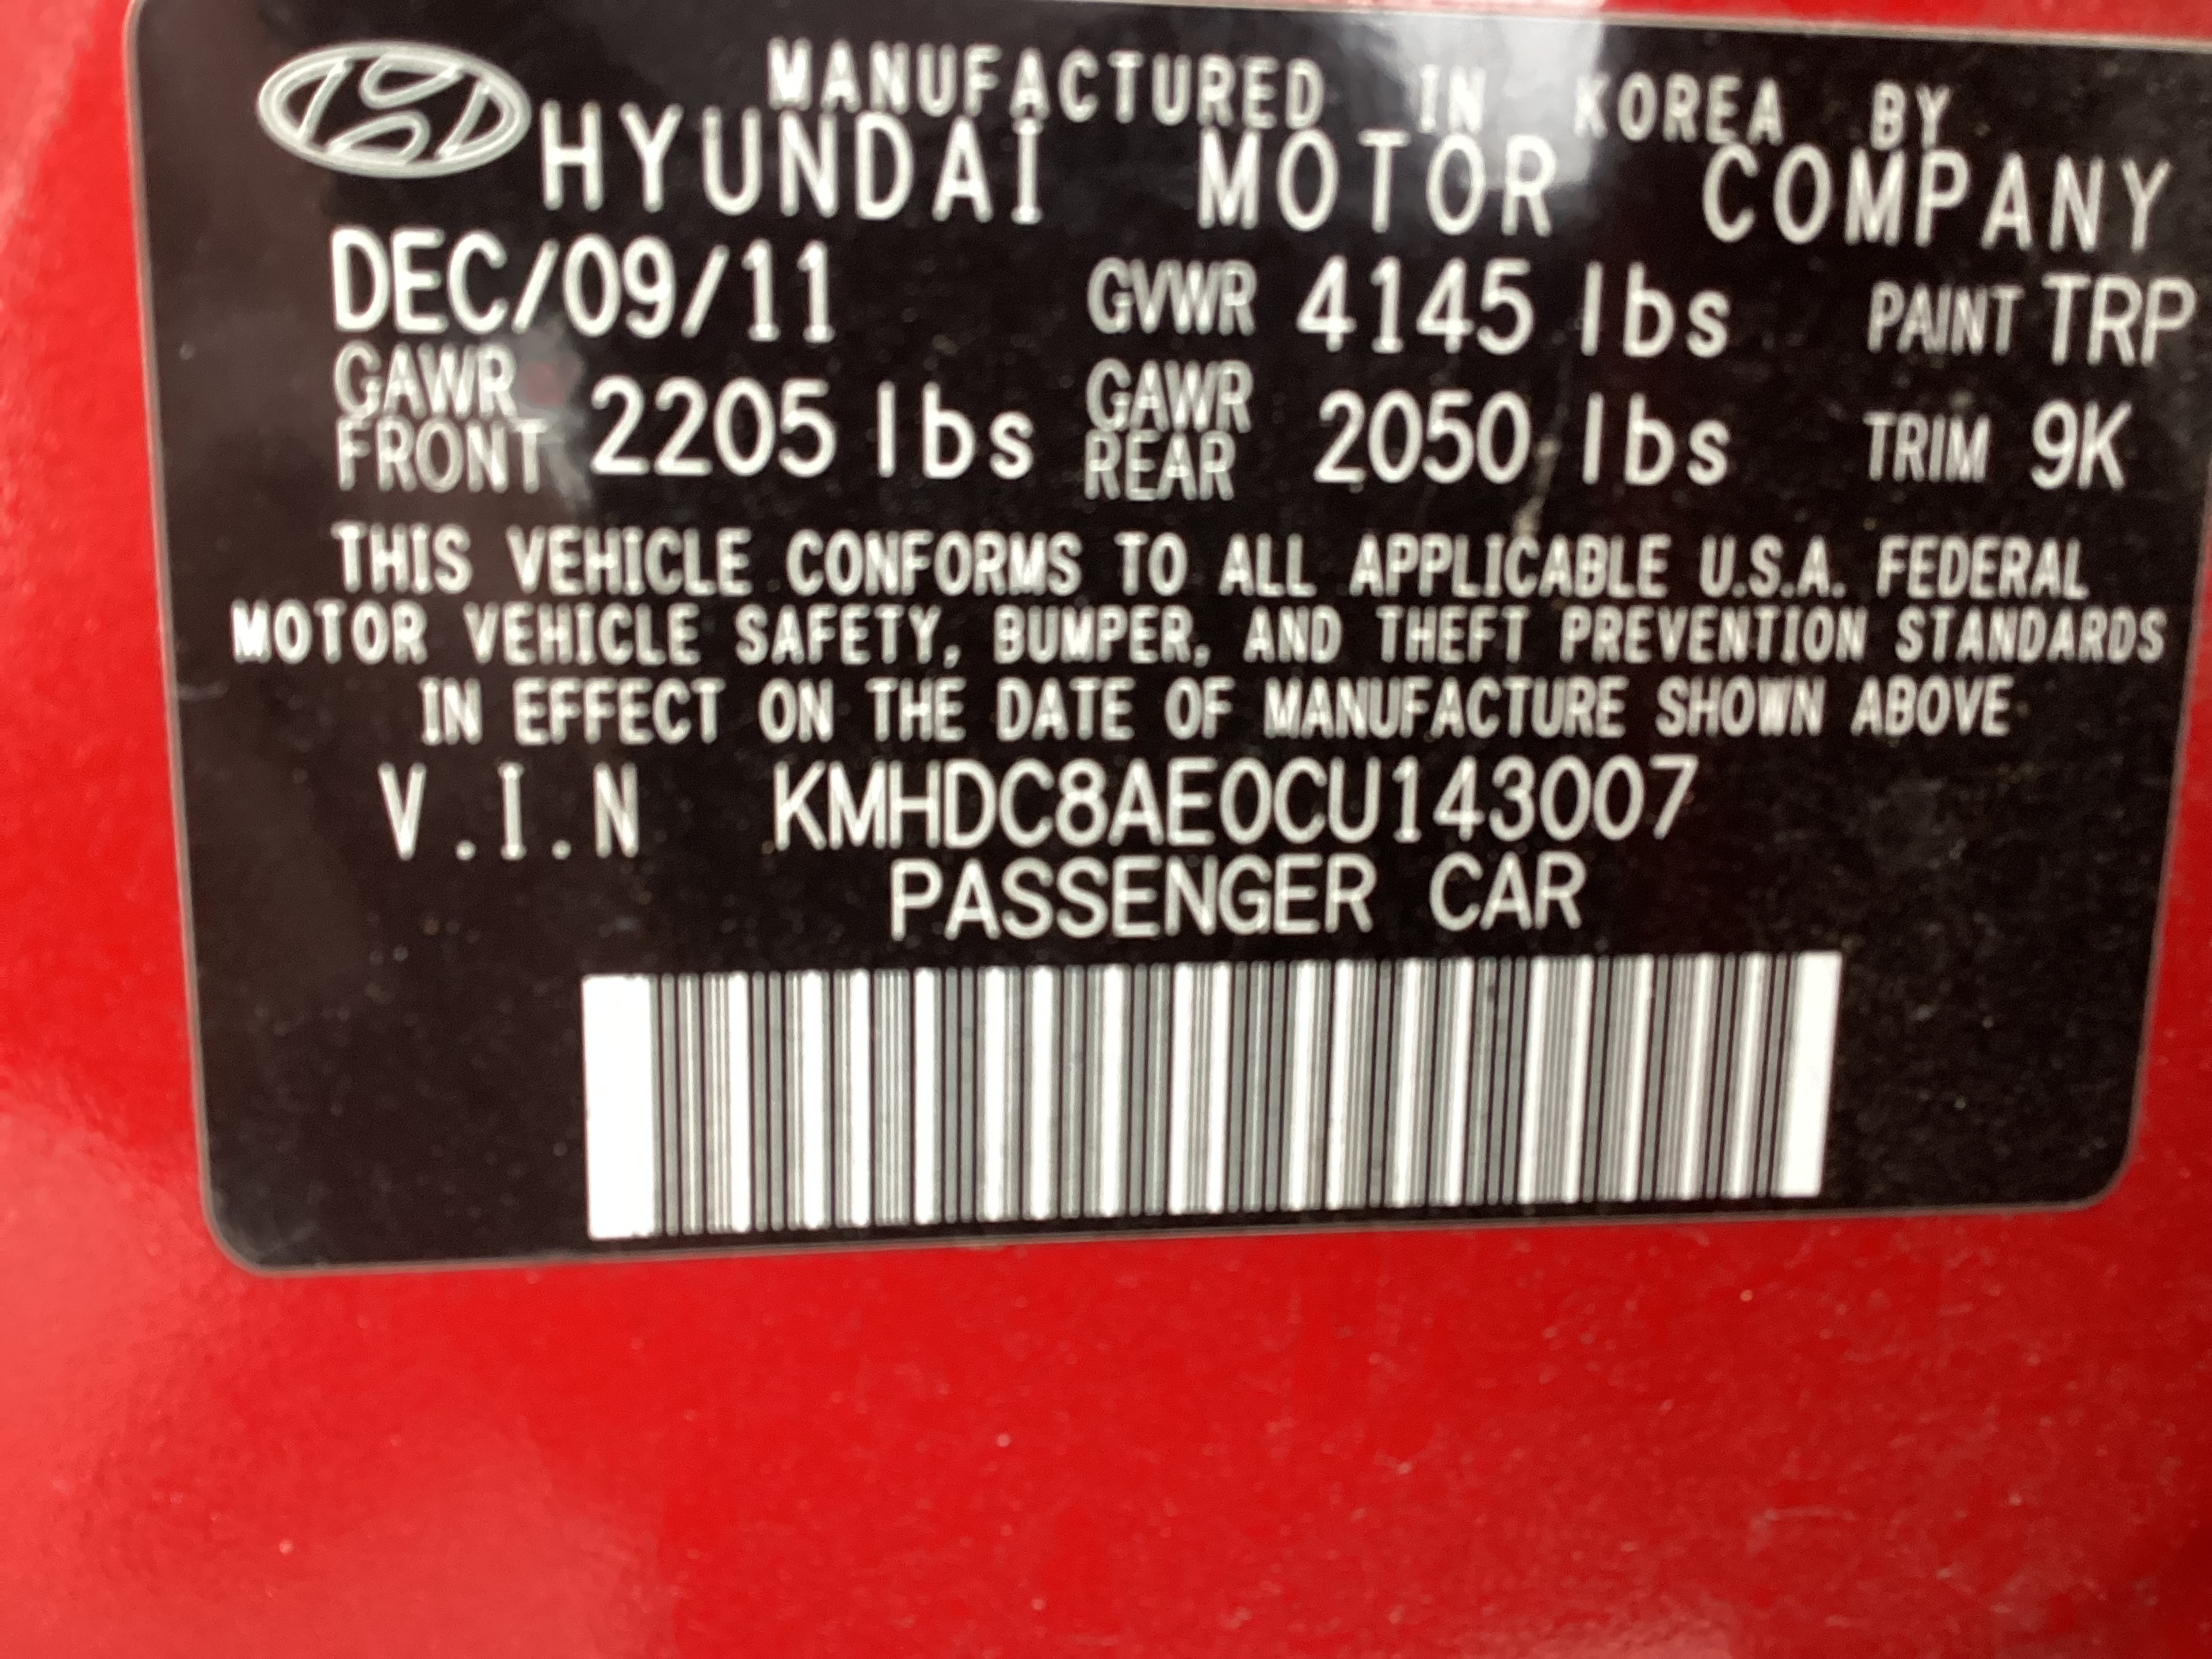 MANUFACTURED IN KOREA BY
HYUNDAI MOTOR COMPANY
DEC/09/11 GVWR 4145 lbs PAINT TRP
GAWR FRONT 2205 lbs GAWR REAR 2050 lbs TRIM 9K
THIS VEHICLE CONFORMS TO ALL APPLICABLE U.S.A. FEDERAL
MOTOR VEHICLE SAFETY, BUMPER, AND THEFT PREVENTION STANDARDS
IN EFFECT ON THE DATE OF MANUFACTURE SHOWN ABOVE
V.I.N KMHDC8AE0CU143007
PASSENGER CAR